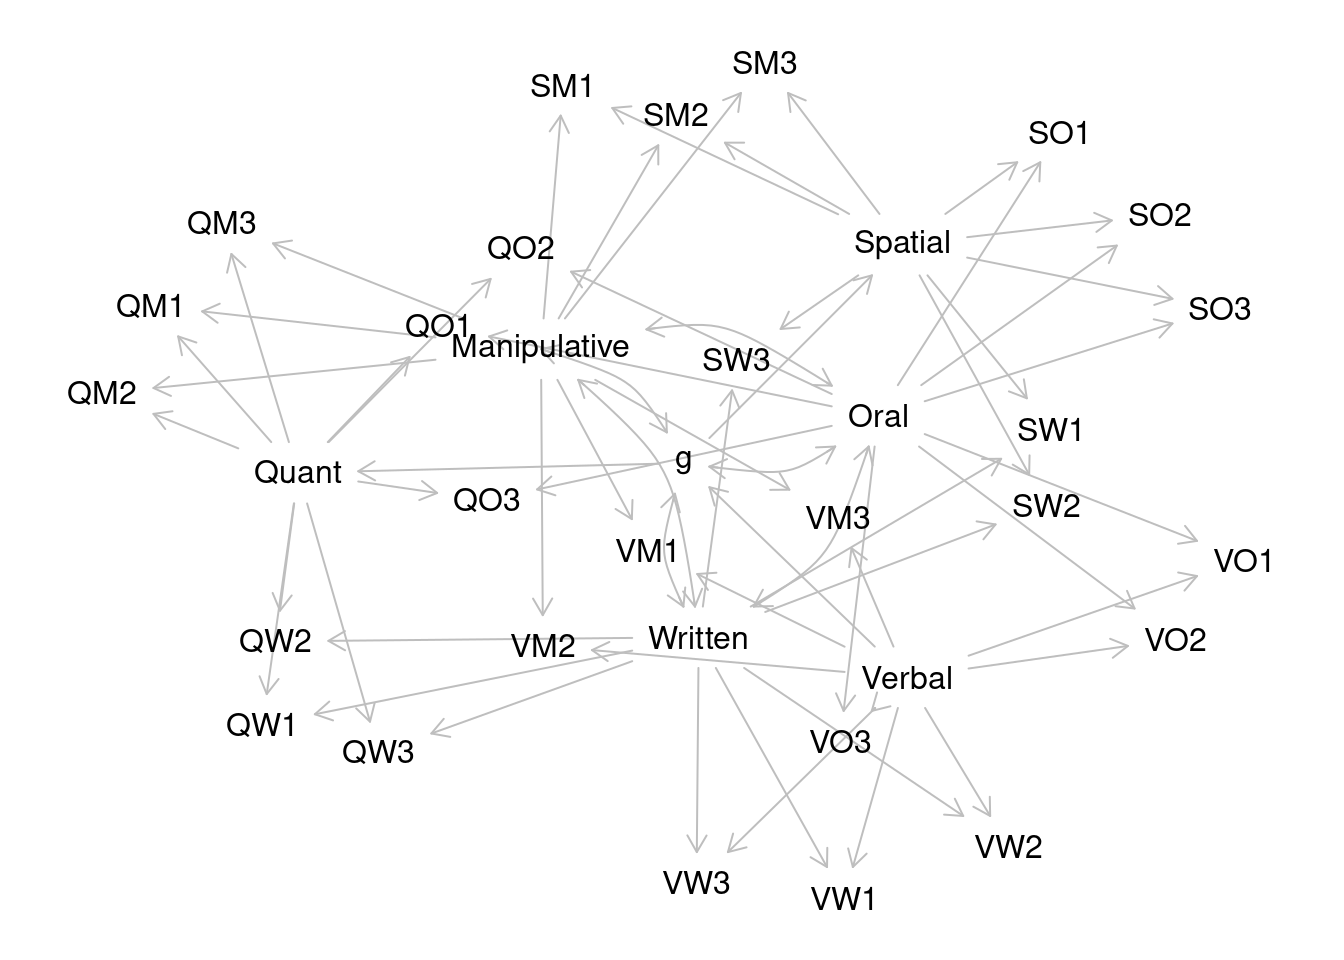 SM3
SM1
SM2
SO1
SO2
QM3
Spatial
QO2
QM1
SO3
QO1
Manipulative
SW3
QM2
Oral
SW1
g
Quant
QO3
SW2
VM3
VM1
VO1
QW2
Written
VM2
VO2
Verbal
QW1
VO3
QW3
VW2
VW3
VW1